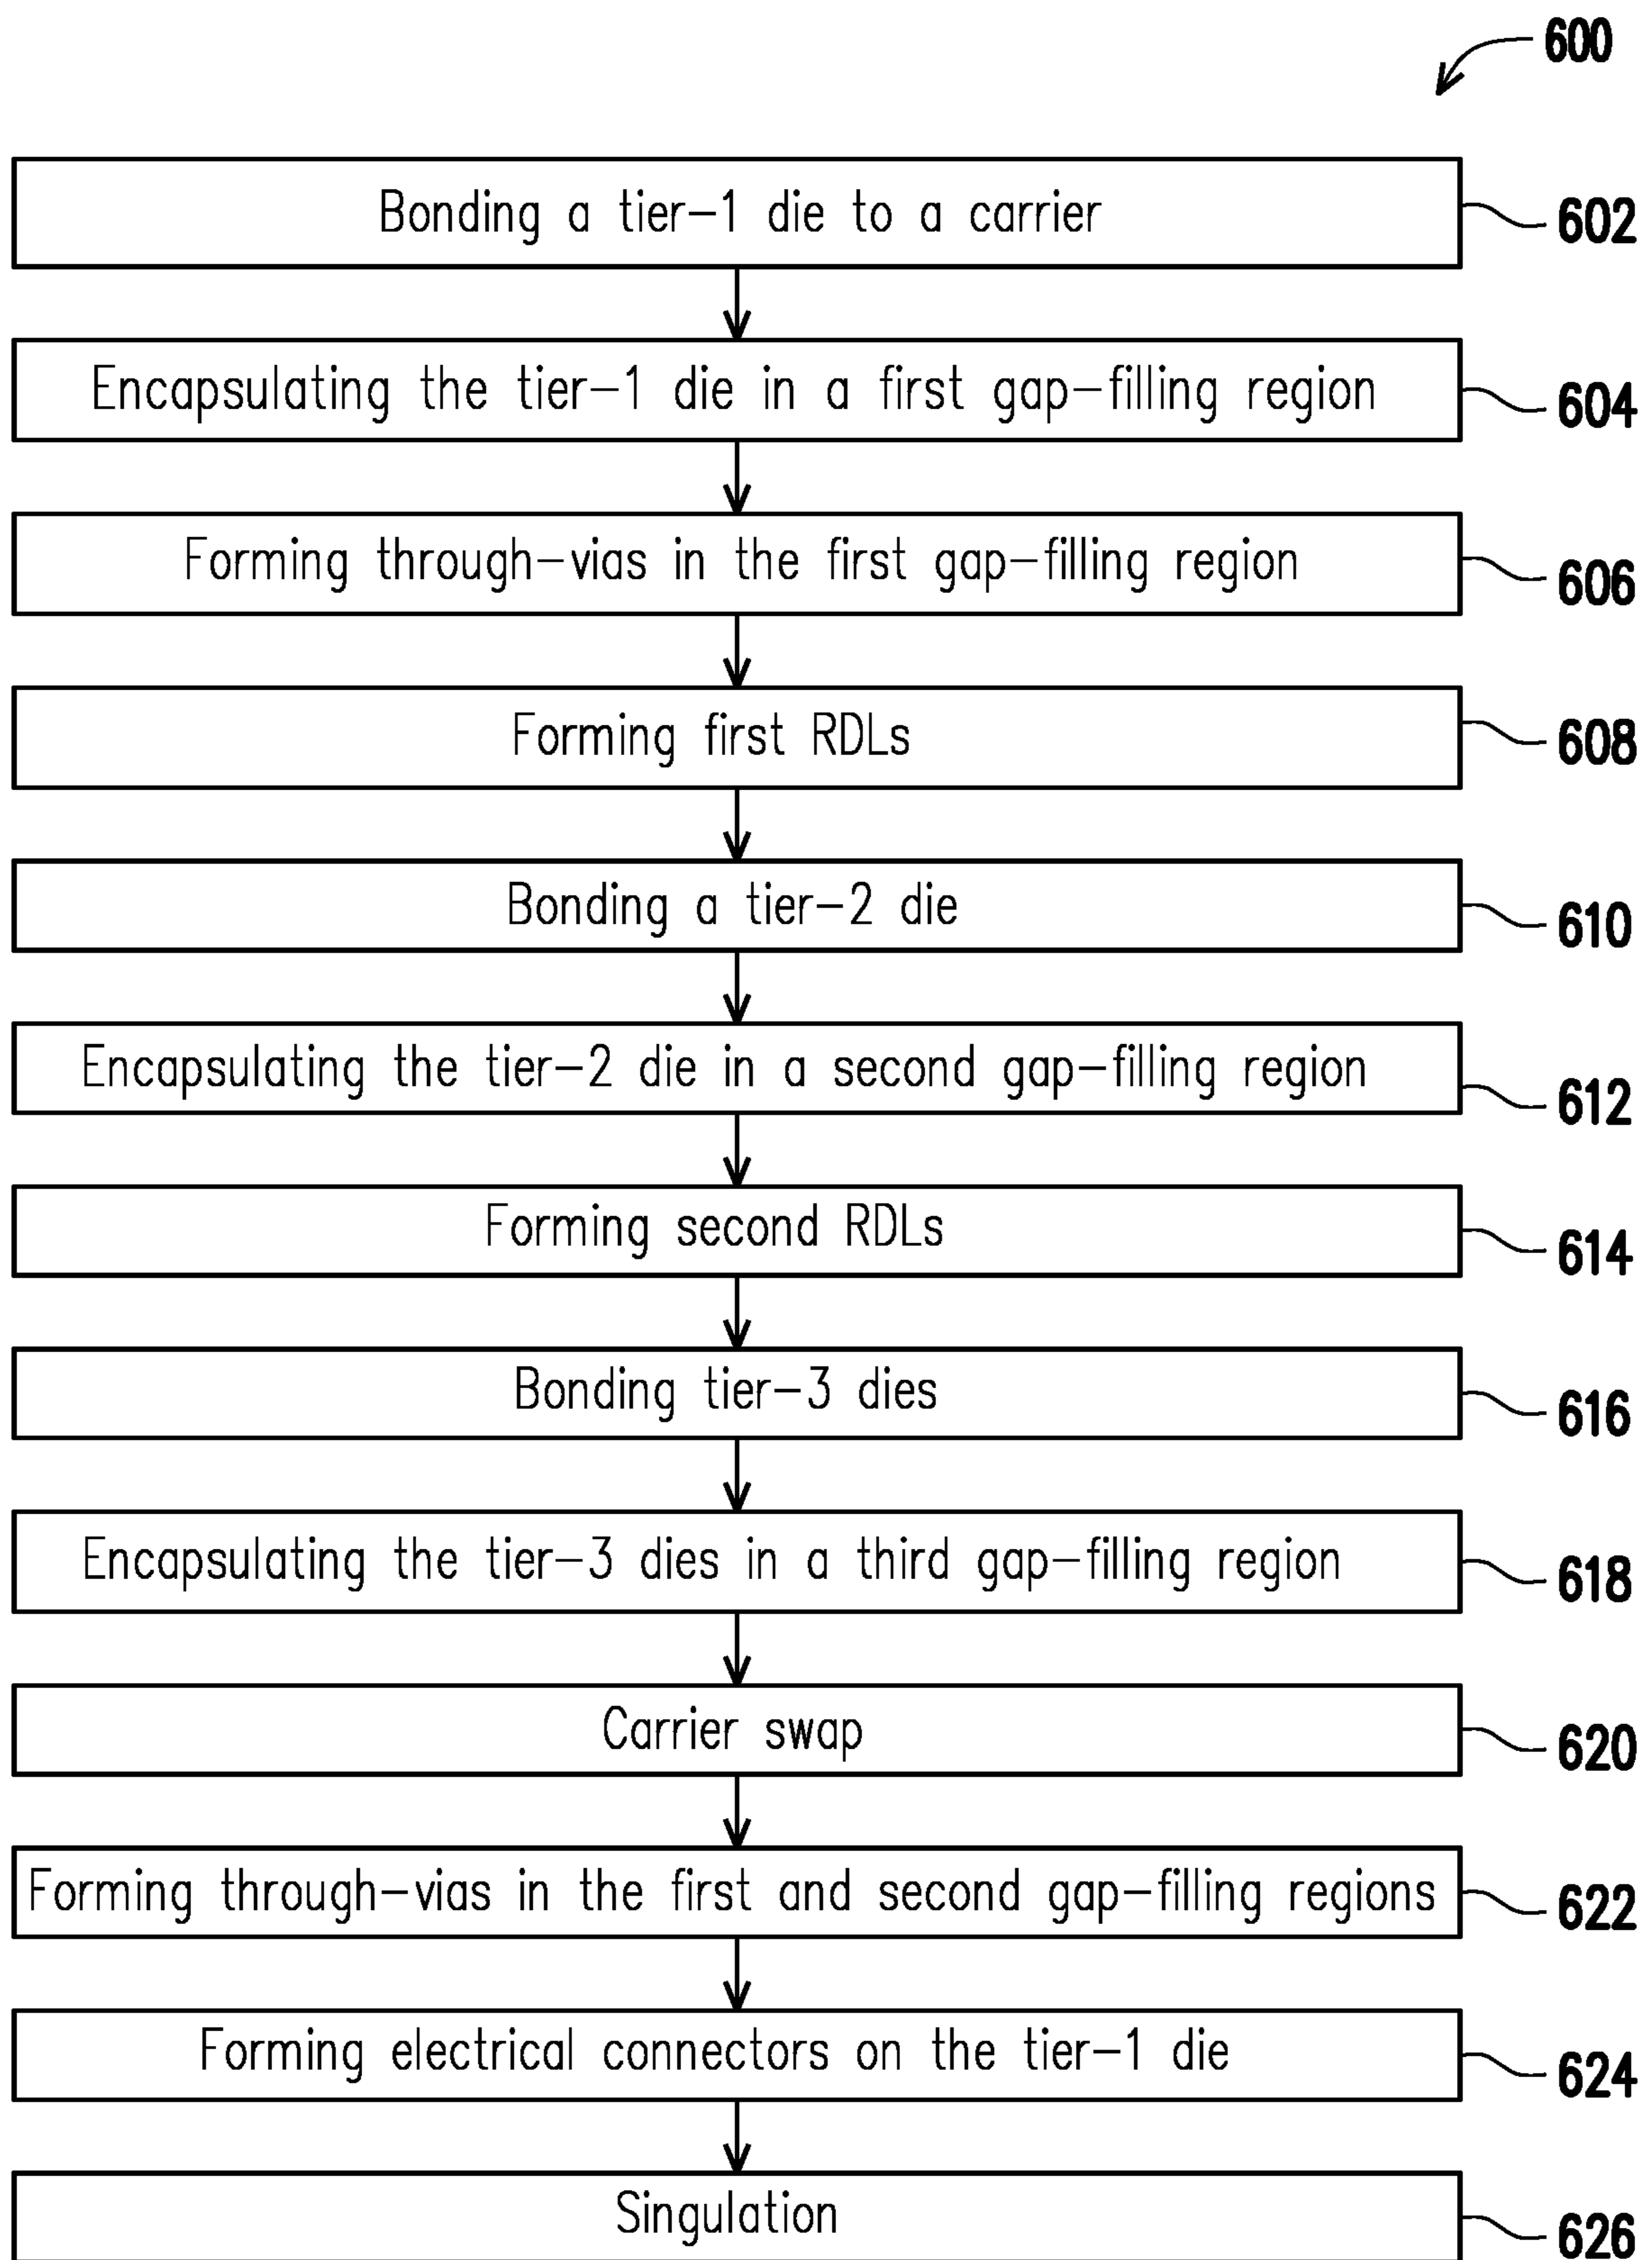 600
Bonding a tier-1 die to a carrier 602
Encapsulating the tier-1 die in a first gap-filling region 604
Forming through-vias in the first gap-filling region 606
Forming first RDLs 608
Bonding a tier-2 die 610
Encapsulating the tier-2 die in a second gap-filling region 612
Forming second RDLs 614
Bonding tier-3 dies 616
Encapsulating the tier-3 dies in a third gap-filling region 618
Carrier swap 620
Forming through-vias in the first and second gap-filling regions 622
Forming electrical connectors on the tier-1 die 624
Singulation 626